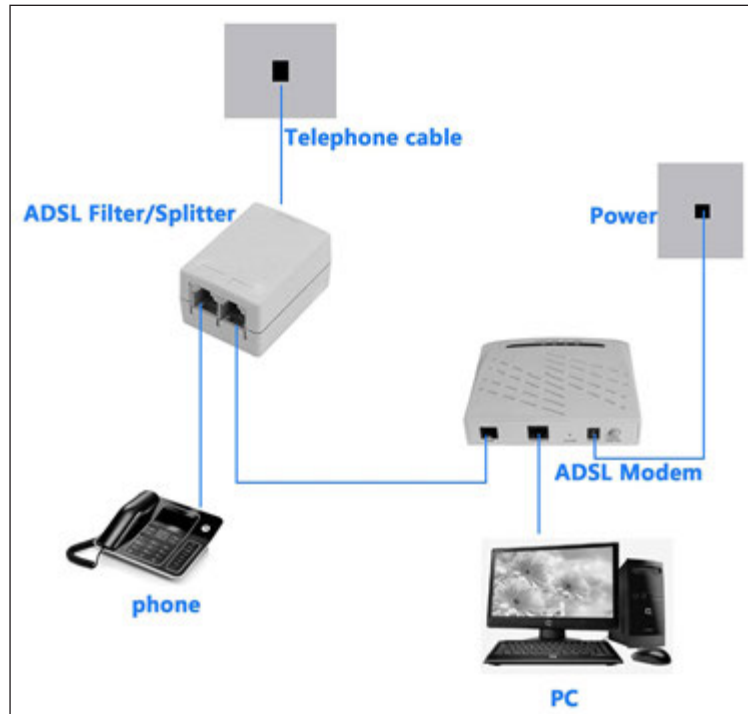 Telephone cable
ADSL Filter/Splitter
Power
ADSL Modem
phone
PC